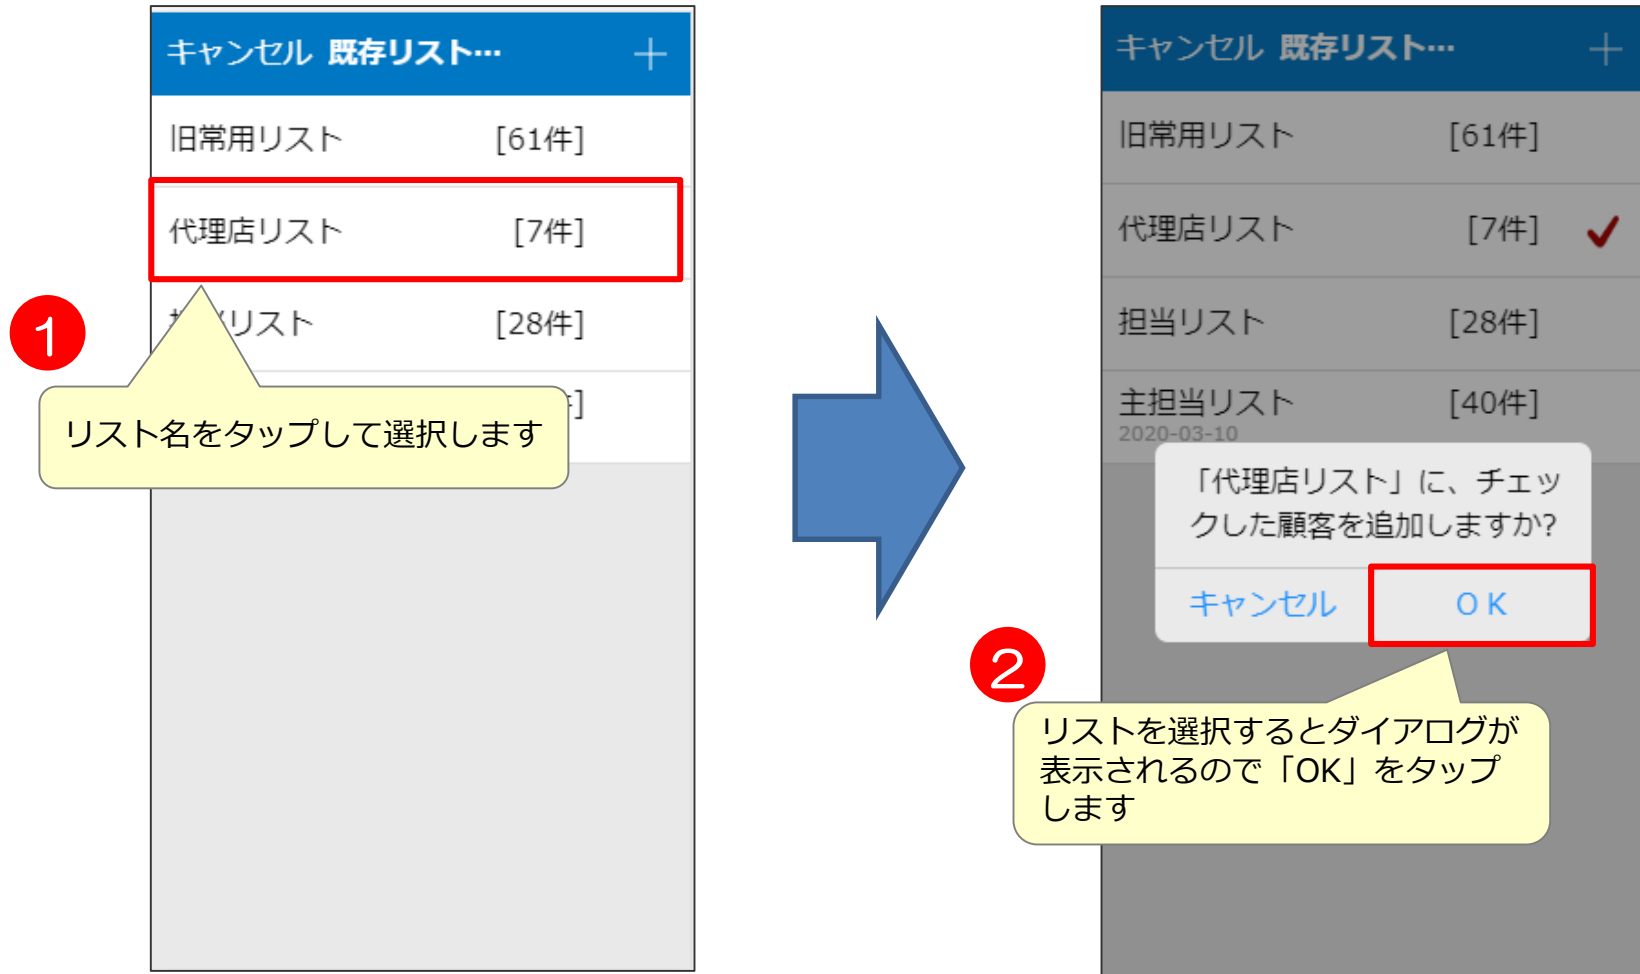 キャンセル 既存リスト…
旧常用リスト [61件]
代理店リスト [7件]
リスト [28件]
1
リスト名をタップして選択します
キャンセル 既存リスト…
旧常用リスト [61件]
代理店リスト [7件]
担当リスト [28件]
主担当リスト [40件]
2020-03-10
「代理店リスト」に、チェッ
クした顧客を追加しますか?
キャンセル OK
2
リストを選択するとダイアログが
表示されるので「OK」をタップ
します